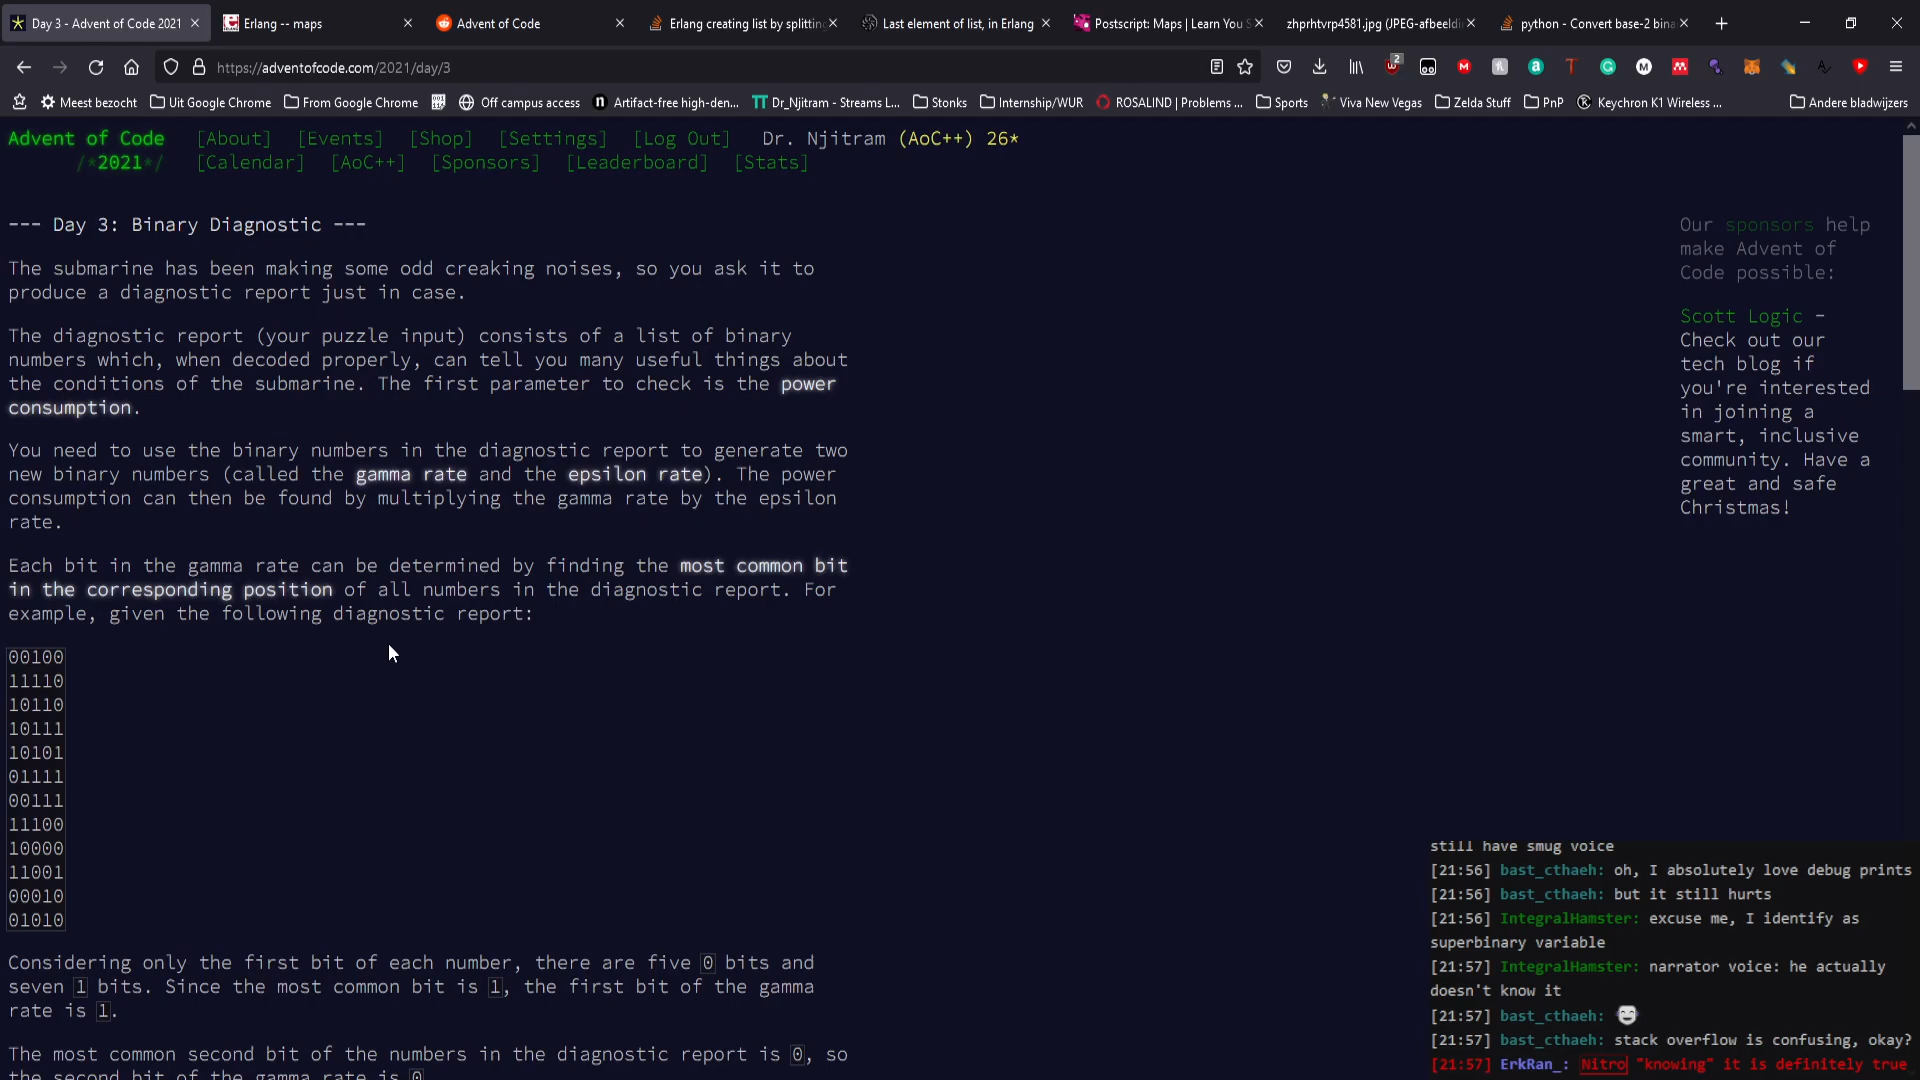 Day 3 - Advent of Code 2021
Erlang -- maps
Advent of Code
Erlang creating list by splitting
Last element of list, in Erlang
Postscript: Maps | Learn You S
zhprhtvrp4581.jpg (JPEG-afbeeldi
python - Convert base-2 bina
https://adventofcode.com/2021/day/3
2
Meest bezocht
Uit Google Chrome
From Google Chrome
Off campus access
Artifact-free high-den...
Dr_Njitram - Streams L...
Stonks
Internship/WUR
ROSALIND | Problems ...
Sports
Viva New Vegas
Zelda Stuff
PnP
Keychron K1 Wireless ...
Andere bladwijzers
Advent of Code [About] [Events] [Shop] [Settings] [Log Out] Dr. Njitram (AoC++) 26*
/*2021*/ [Calendar] [AoC++] [Sponsors] [Leaderboard] [Stats]
--- Day 3: Binary Diagnostic ---
The submarine has been making some odd creaking noises, so you ask it to
produce a diagnostic report just in case.
The diagnostic report (your puzzle input) consists of a list of binary
numbers which, when decoded properly, can tell you many useful things about
the conditions of the submarine. The first parameter to check is the power
consumption.
You need to use the binary numbers in the diagnostic report to generate two
new binary numbers (called the gamma rate and the epsilon rate). The power
consumption can then be found by multiplying the gamma rate by the epsilon
rate.
Each bit in the gamma rate can be determined by finding the most common bit
in the corresponding position of all numbers in the diagnostic report. For
example, given the following diagnostic report:
00100
11110
10110
10111
10101
01111
00111
11100
10000
11001
00010
01010
Considering only the first bit of each number, there are five 0 bits and
seven 1 bits. Since the most common bit is 1, the first bit of the gamma
rate is 1.
The most common second bit of the numbers in the diagnostic report is 0, so
the second bit of the gamma rate is 0.
Our sponsors help
make Advent of
Code possible:
Scott Logic -
Check out our
tech blog if
you're interested
in joining a
smart, inclusive
community. Have a
great and safe
Christmas!
still have smug voice
[21:56] bast_cthaeh: oh, I absolutely love debug prints
[21:56] bast_cthaeh: but it still hurts
[21:56] IntegralHamster: excuse me, I identify as
superbinary variable
[21:57] IntegralHamster: narrator voice: he actually
doesn't know it
[21:57] bast_cthaeh:
[21:57] bast_cthaeh: stack overflow is confusing, okay?
[21:57] ErkRan_: Nitro "knowing" it is definitely true